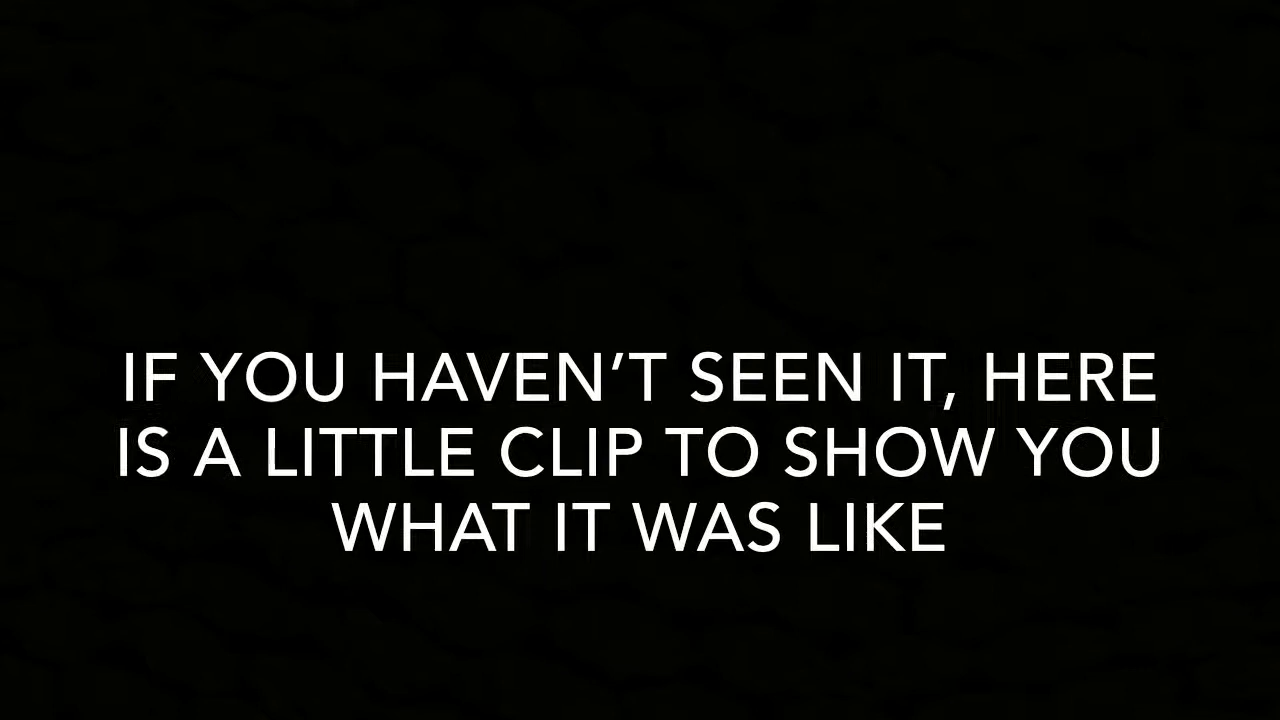 IF YOU HAVEN’T SEEN IT, HERE
IS A LITTLE CLIP TO SHOW YOU
WHAT IT WAS LIKE